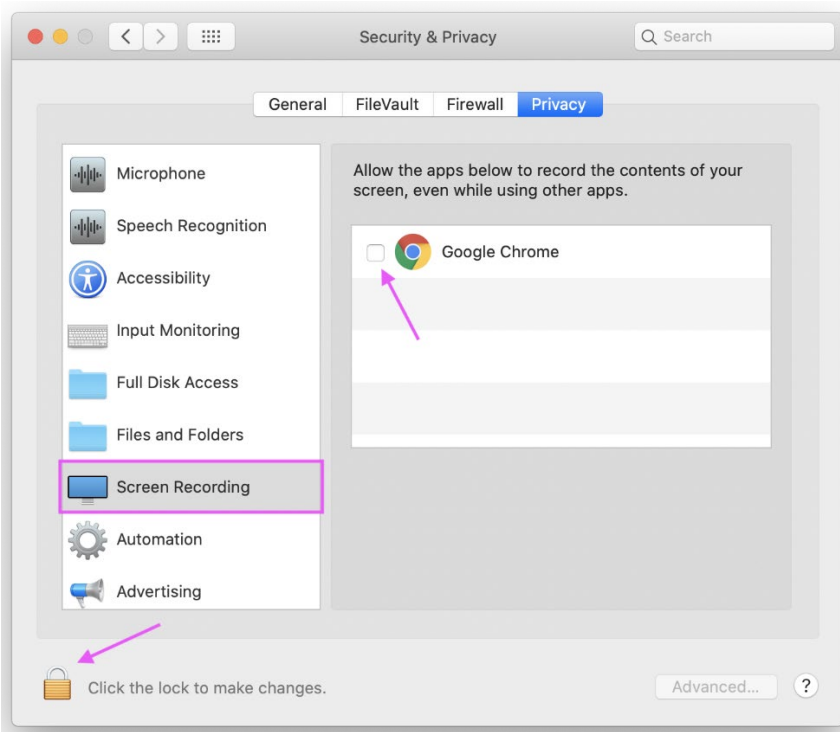 Security & Privacy
Search
General
FileVault
Firewall
Privacy
Microphone
Speech Recognition
Accessibility
Input Monitoring
Full Disk Access
Files and Folders
Screen Recording
Automation
Advertising
Allow the apps below to record the contents of your
screen, even while using other apps.
Google Chrome
Click the lock to make changes.
Advanced...
?